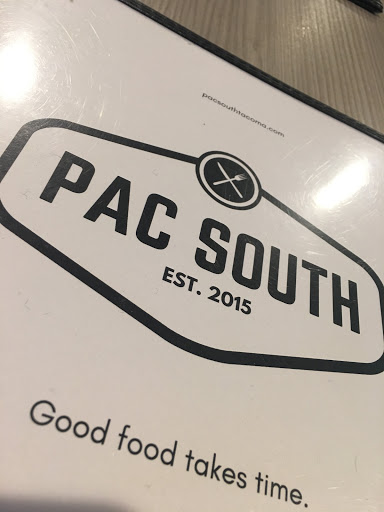 pacsouthtacoma.com
PAC SOUTH
EST. 2015
Good food takes time.